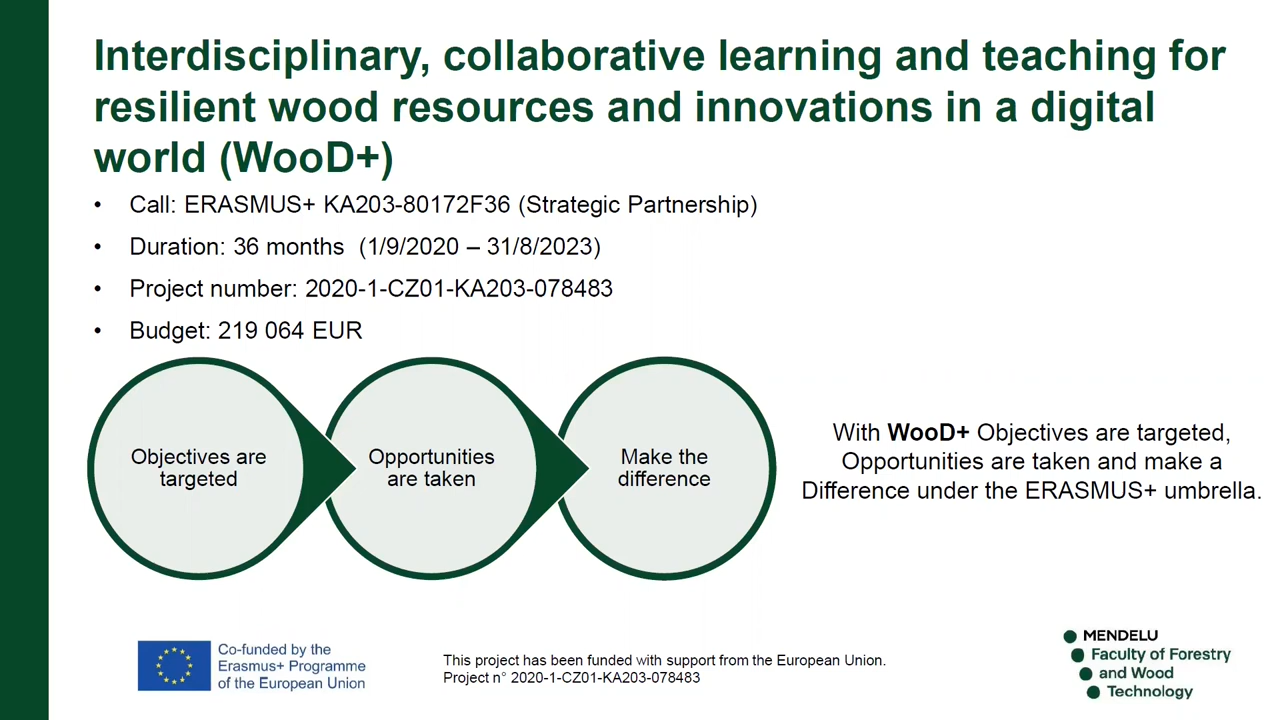 Interdisciplinary, collaborative learning and teaching for
resilient wood resources and innovations in a digital
world (WooD+)
• Call: ERASMUS+ KA203-80172F36 (Strategic Partnership)
• Duration: 36 months (1/9/2020 – 31/8/2023)
• Project number: 2020-1-CZ01-KA203-078483
• Budget: 219 064 EUR
Objectives are
targeted
Opportunities
are taken
Make the
difference
With WooD+ Objectives are targeted,
Opportunities are taken and make a
Difference under the ERASMUS+ umbrella.
Co-funded by the
Erasmus+ Programme
of the European Union
This project has been funded with support from the European Union.
Project n° 2020-1-CZ01-KA203-078483
MENDELU
Faculty of Forestry
and Wood
Technology